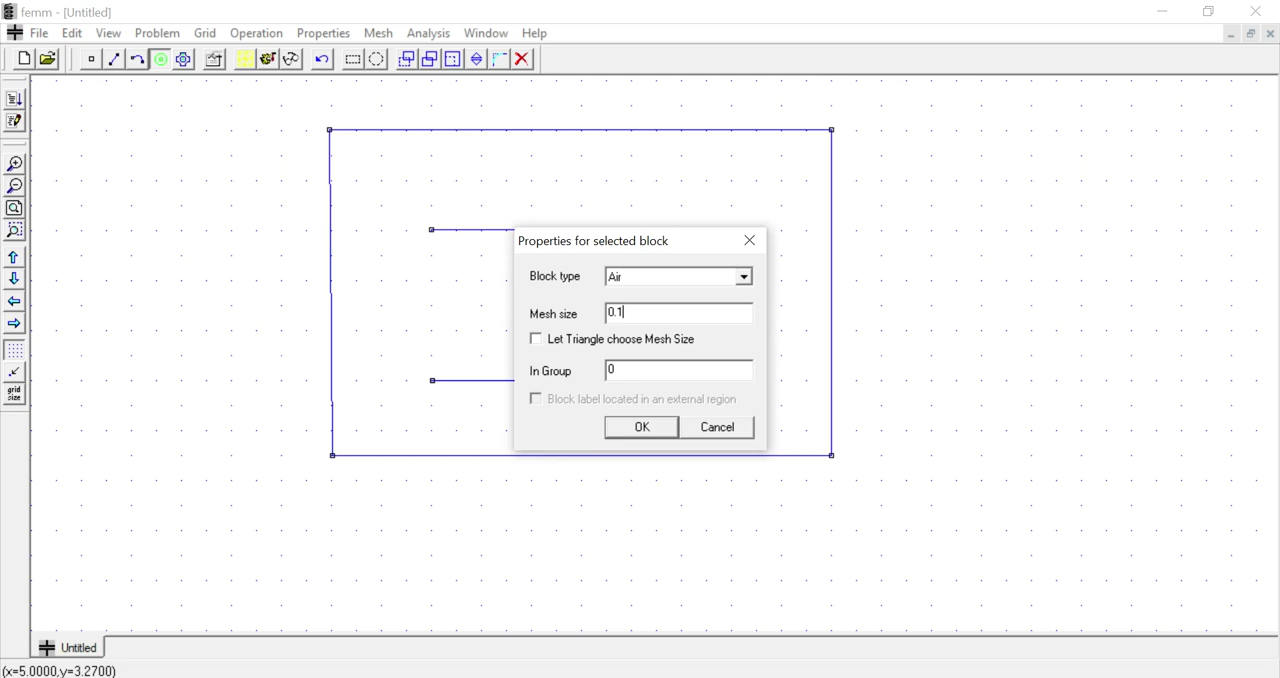 femm - [Untitled]
File Edit View Problem Grid Operation Properties Mesh Analysis Window Help
Properties for selected block
Block type Air
Mesh size 0.1
Let Triangle choose Mesh Size
In Group 0
Block label located in an external region
OK Cancel
grid
size
Untitled
(x=5.0000,y=3.2700)